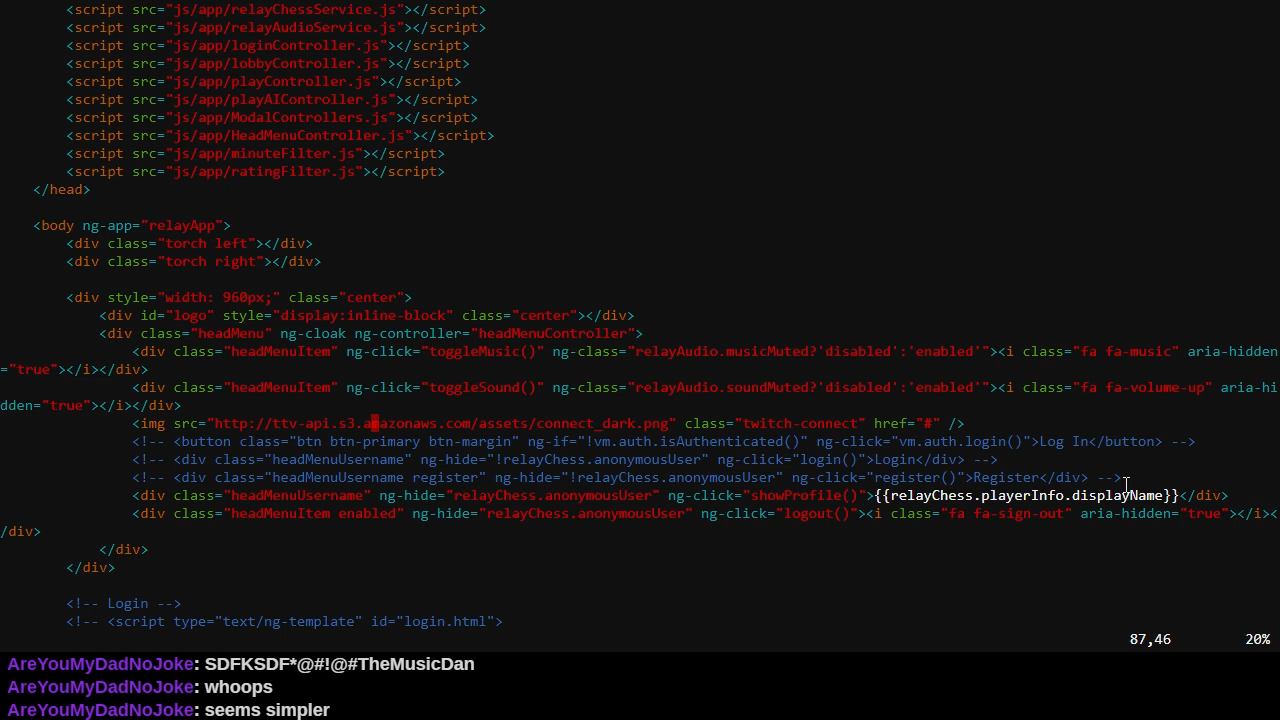 <script src="js/app/relayChessService.js"></script>
<script src="js/app/relayAudioService.js"></script>
<script src="js/app/loginController.js"></script>
<script src="js/app/lobbyController.js"></script>
<script src="js/app/playController.js"></script>
<script src="js/app/playAIController.js"></script>
<script src="js/app/ModalControllers.js"></script>
<script src="js/app/HeadMenuController.js"></script>
<script src="js/app/minuteFilter.js"></script>
<script src="js/app/ratingFilter.js"></script>
</head>
<body ng-app="relayApp">
<div class="torch left"></div>
<div class="torch right"></div>
<div style="width: 960px;" class="center">
<div id="logo" style="display:inline-block" class="center"></div>
<div class="headMenu" ng-cloak ng-controller="headMenuController">
<div class="headMenuItem" ng-click="toggleMusic()" ng-class="relayAudio.musicMuted?'disabled':'enabled'"><i class="fa fa-music" aria-hidden
="true"></i></div>
<div class="headMenuItem" ng-click="toggleSound()" ng-class="relayAudio.soundMuted?'disabled':'enabled'"><i class="fa fa-volume-up" aria-hi
dden="true"></i></div>
<img src="http://ttv-api.s3.amazonaws.com/assets/connect_dark.png" class="twitch-connect" href="#" />
<!-- <button class="btn btn-primary btn-margin" ng-if="!vm.auth.isAuthenticated()" ng-click="vm.auth.login()">Log In</button> -->
<!-- <div class="headMenuUsername" ng-hide="!relayChess.anonymousUser" ng-click="login()">Login</div> -->
<!-- <div class="headMenuUsername register" ng-hide="!relayChess.anonymousUser" ng-click="register()">Register</div> -->
<div class="headMenuUsername" ng-hide="relayChess.anonymousUser" ng-click="showProfile()">{{relayChess.playerInfo.displayName}}</div>
<div class="headMenuItem enabled" ng-hide="relayChess.anonymousUser" ng-click="logout()"><i class="fa fa-sign-out" aria-hidden="true"></i><
/div>
</div>
</div>
<!-- Login -->
<!-- <script type="text/ng-template" id="login.html">
87,46 20%
AreYouMyDadNoJoke: SDFKSDF*@#!@#TheMusicDan
AreYouMyDadNoJoke: whoops
AreYouMyDadNoJoke: seems simpler